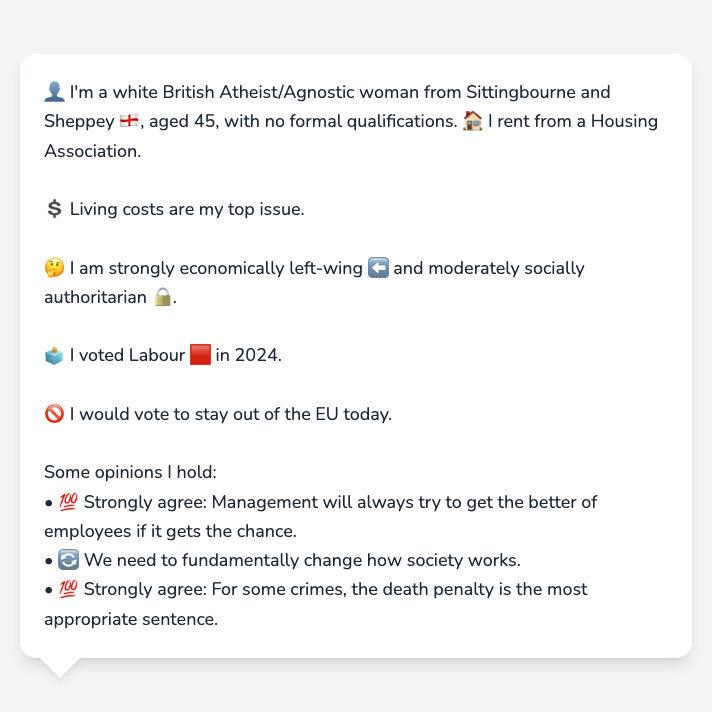 👤 I'm a white British Atheist/Agnostic woman from Sittingbourne and
Sheppey 🏴󠁧󠁢󠁥󠁮󠁧󠁿, aged 45, with no formal qualifications. 🏠 I rent from a Housing
Association.
💲 Living costs are my top issue.
🤔 I am strongly economically left-wing ⬅️ and moderately socially
authoritarian 🔒.
🗳️ I voted Labour 🟥 in 2024.
🚫 I would vote to stay out of the EU today.
Some opinions I hold:
• 💯 Strongly agree: Management will always try to get the better of
employees if it gets the chance.
• 🔄 We need to fundamentally change how society works.
• 💯 Strongly agree: For some crimes, the death penalty is the most
appropriate sentence.